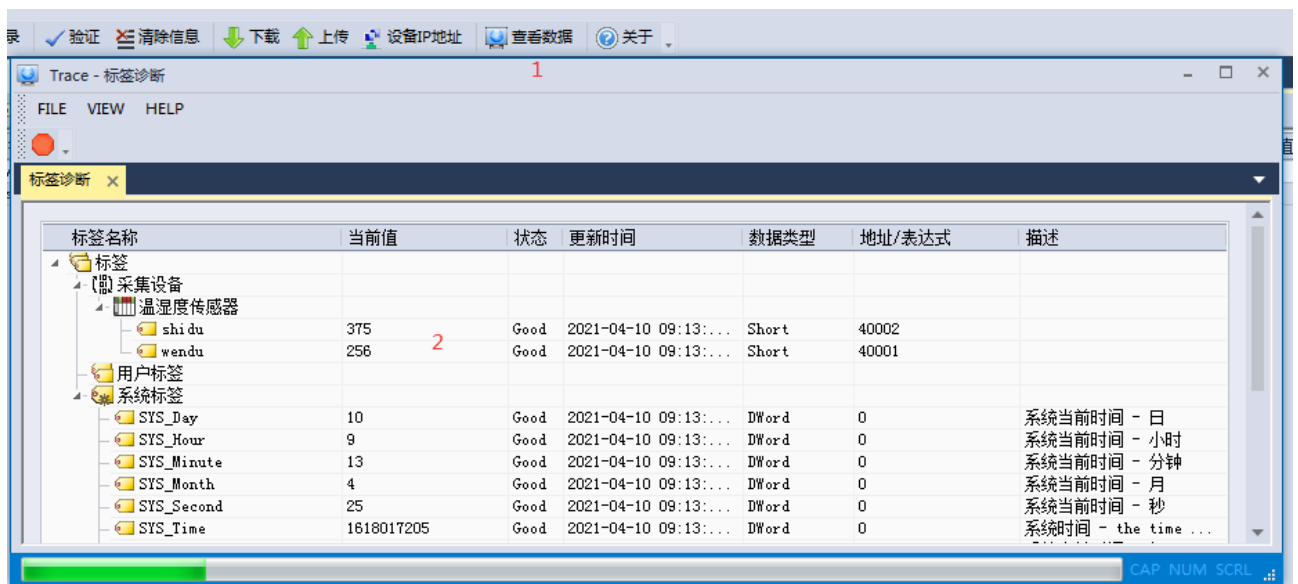 录 验证 清除信息 下载 上传 设备IP地址 查看数据 关于
1
Trace - 标签诊断
FILE VIEW HELP
值
标签诊断
标签名称 当前值 状态 更新时间 数据类型 地址/表达式 描述
标签
采集设备
温湿度传感器
shidu 375 Good 2021-04-10 09:13:... Short 40002
2
wendu 256 Good 2021-04-10 09:13:... Short 40001
用户标签
系统标签
SYS_Day 10 Good 2021-04-10 09:13:... DWord 0 系统当前时间 - 日
SYS_Hour 9 Good 2021-04-10 09:13:... DWord 0 系统当前时间 - 小时
SYS_Minute 13 Good 2021-04-10 09:13:... DWord 0 系统当前时间 - 分钟
SYS_Month 4 Good 2021-04-10 09:13:... DWord 0 系统当前时间 - 月
SYS_Second 25 Good 2021-04-10 09:13:... DWord 0 系统当前时间 - 秒
SYS_Time 1618017205 Good 2021-04-10 09:13:... DWord 0 系统时间 - the time ...
CAP NUM SCRL